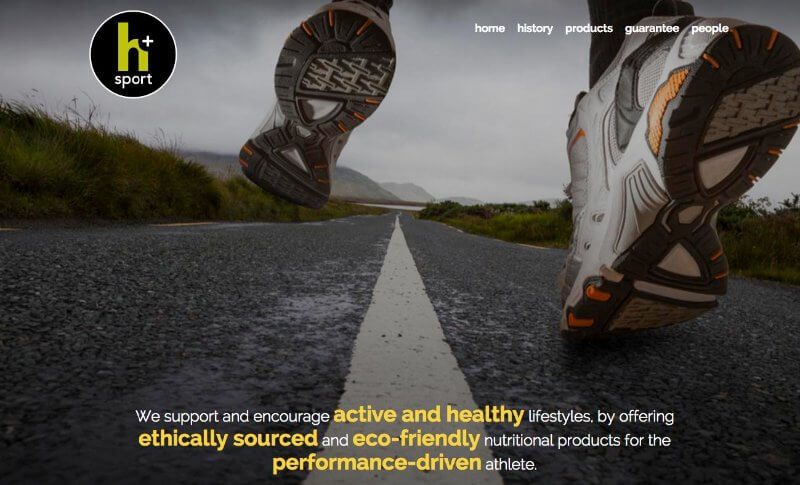 h+
sport
home history products guarantee people
We support and encourage active and healthy lifestyles, by offering
ethically sourced and eco-friendly nutritional products for the
performance-driven athlete.